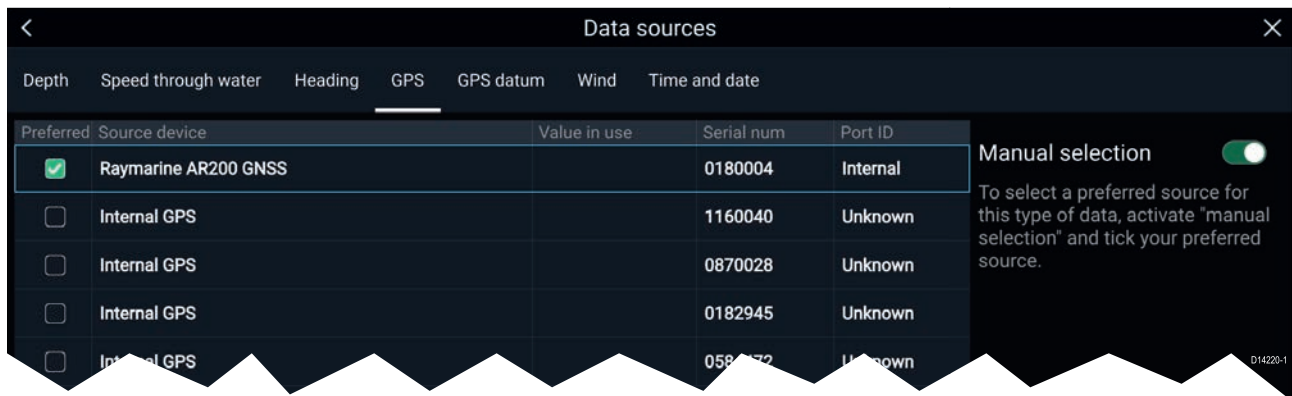 Data sources
Depth Speed through water Heading GPS GPS datum Wind Time and date
Preferred Source device Value in use Serial num Port ID
Raymarine AR200 GNSS 0180004 Internal
Internal GPS 1160040 Unknown
Internal GPS 0870028 Unknown
Internal GPS 0182945 Unknown
GPS
Manual selection
To select a preferred source for
this type of data, activate "manual
selection" and tick your preferred
source.
D14220-1